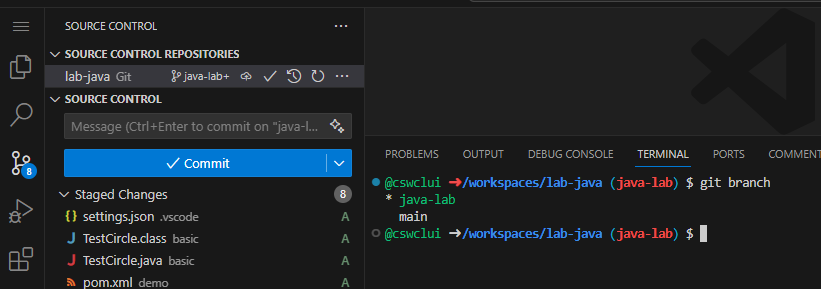 SOURCE CONTROL
SOURCE CONTROL REPOSITORIES
lab-java Git java-lab+
SOURCE CONTROL
Message (Ctrl+Enter to commit on "java-l...
Commit
8
Staged Changes 8
settings.json .vscode A
TestCircle.class basic A
TestCircle.java basic A
pom.xml demo A
PROBLEMS OUTPUT DEBUG CONSOLE TERMINAL PORTS COMMENT
@cswclui ➜/workspaces/lab-java (java-lab) $ git branch
* java-lab
main
@cswclui ➜/workspaces/lab-java (java-lab) $